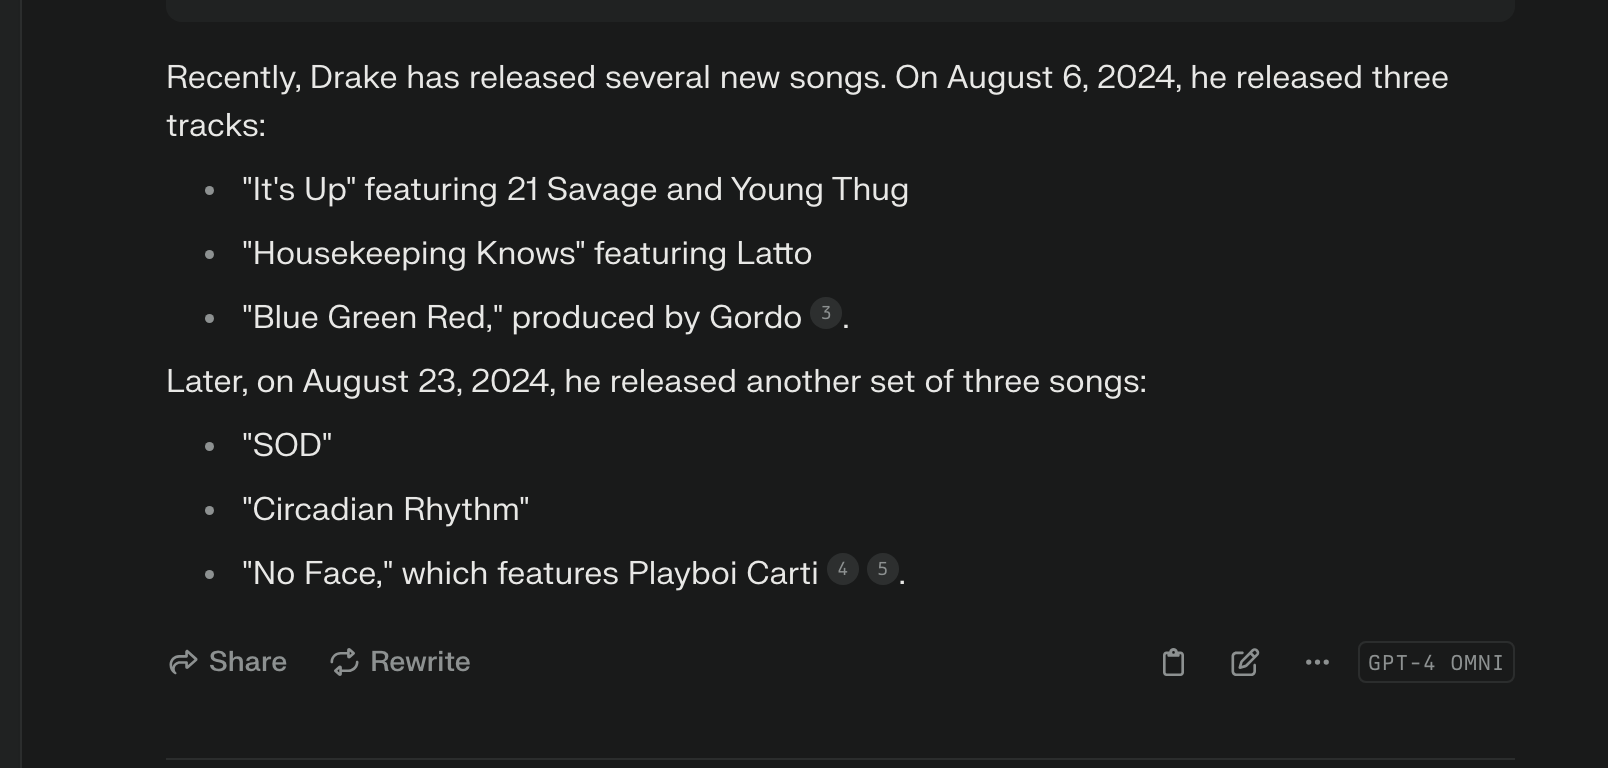 Recently, Drake has released several new songs. On August 6, 2024, he released three
tracks:
• "It's Up" featuring 21 Savage and Young Thug
• "Housekeeping Knows" featuring Latto
• "Blue Green Red," produced by Gordo 3.
Later, on August 23, 2024, he released another set of three songs:
• "SOD"
• "Circadian Rhythm"
• "No Face," which features Playboi Carti 4 5.
Share Rewrite GPT-4 OMNI